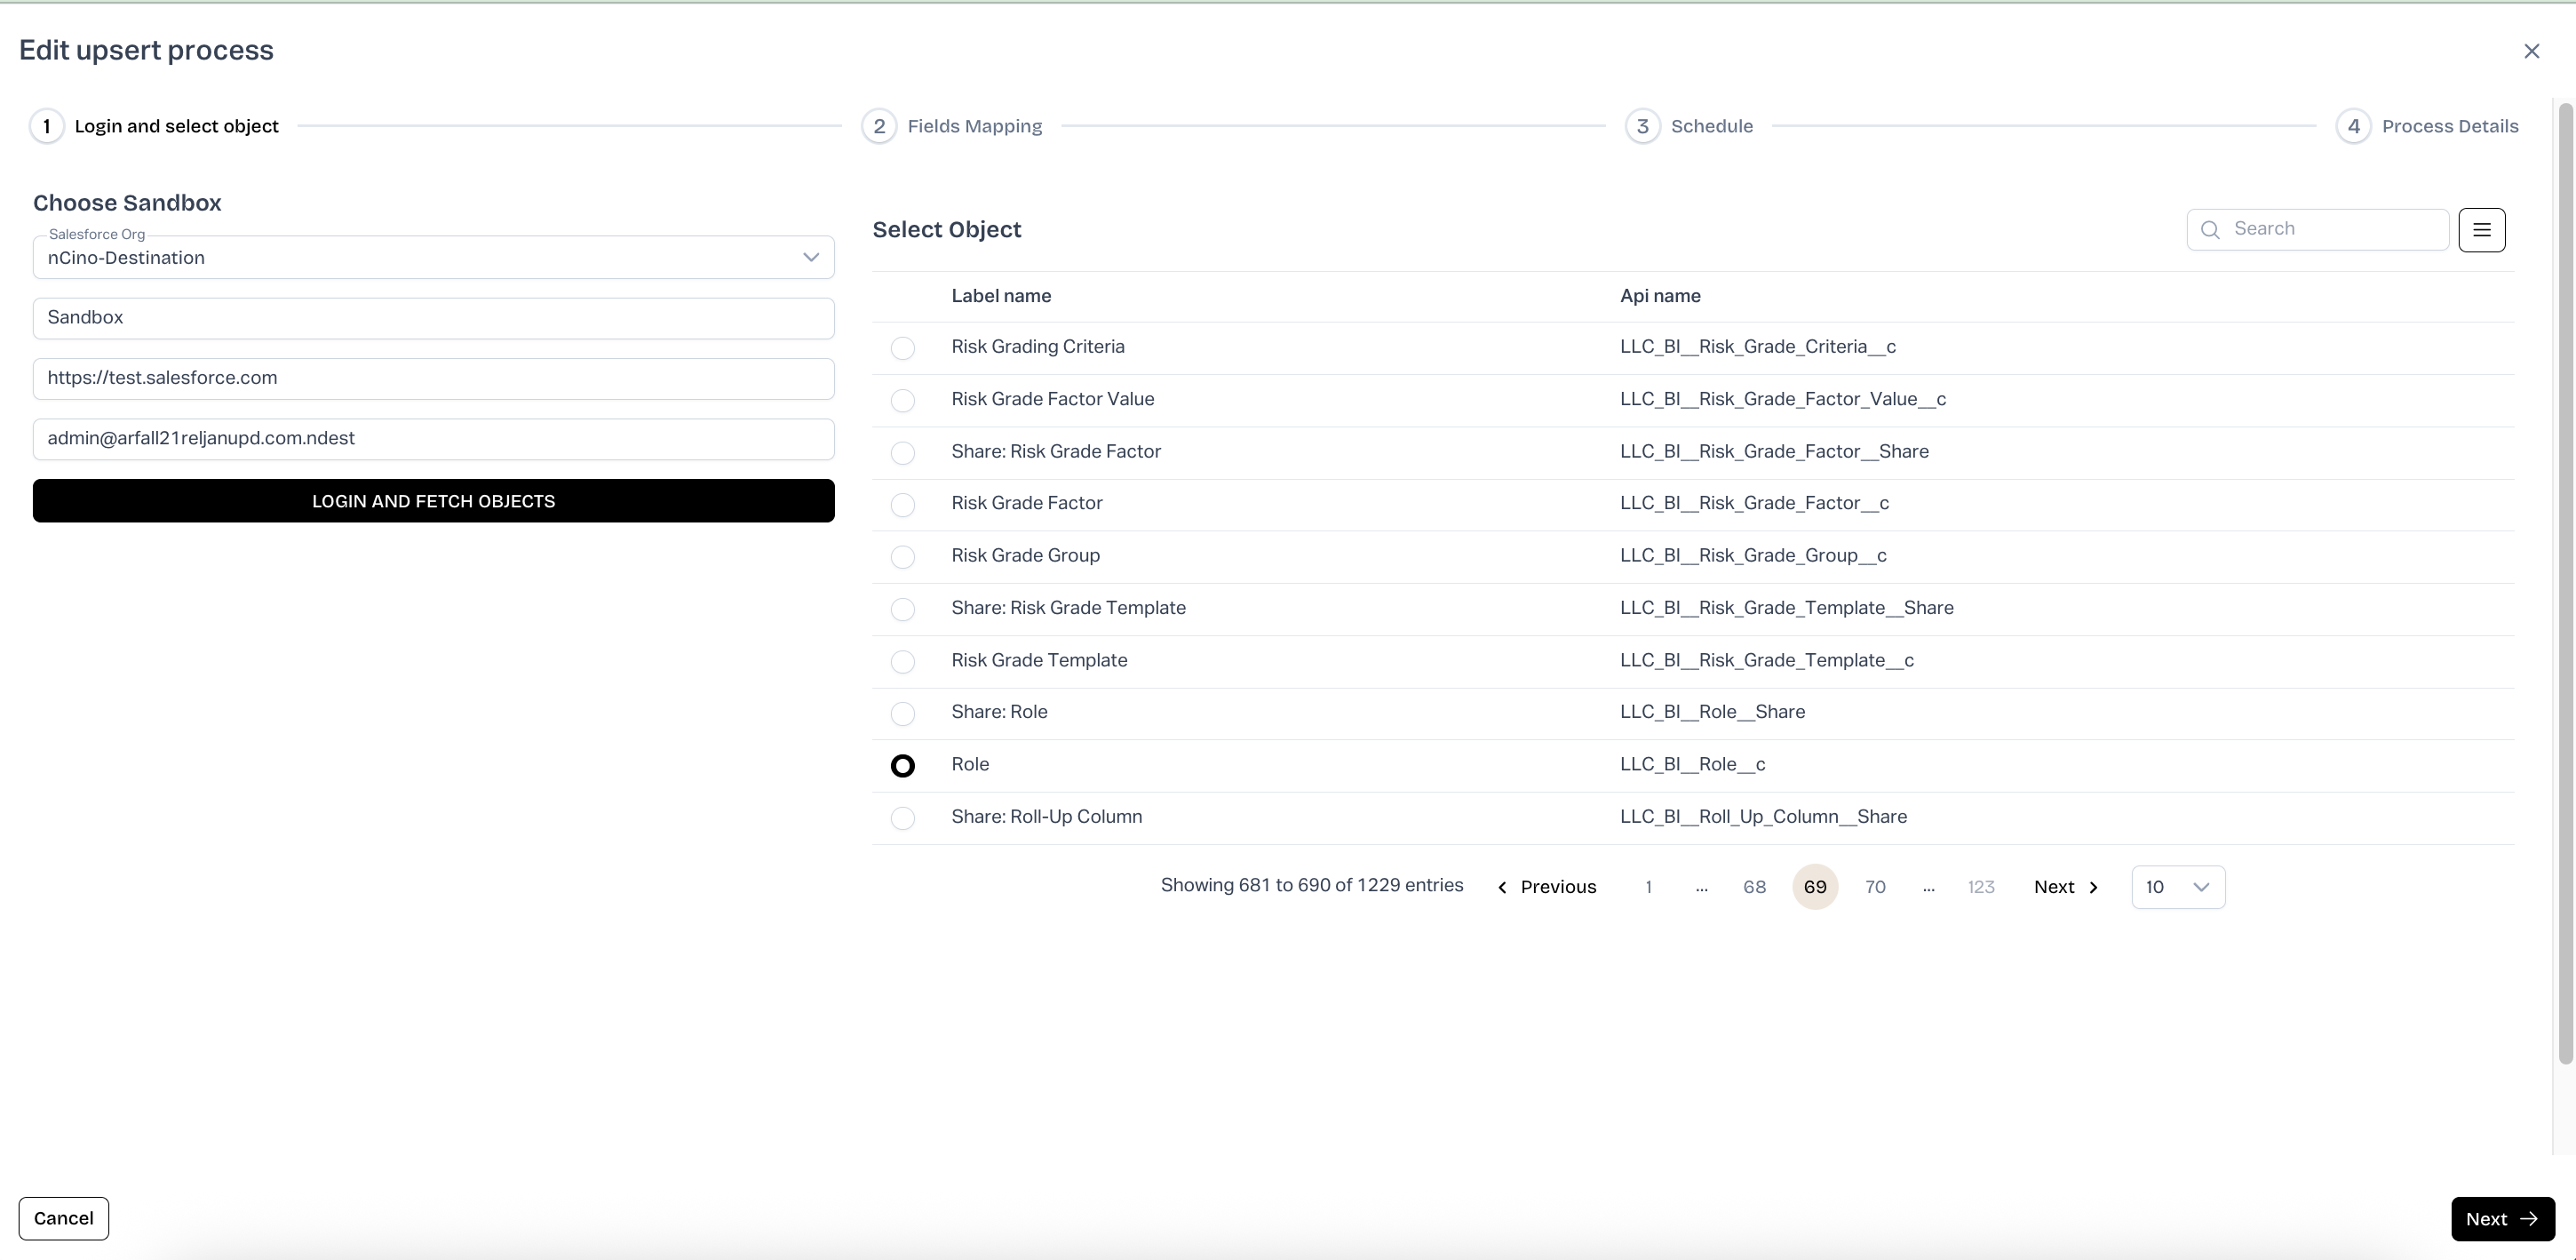 Edit upsert process
1 Login and select object 2 Fields Mapping 3 Schedule 4 Process Details
Choose Sandbox
Salesforce Org
nCino-Destination
Sandbox
https://test.salesforce.com
admin@arfall21reljanupd.com.ndest
LOGIN AND FETCH OBJECTS
Select Object Search
Label name Api name
Risk Grading Criteria LLC_BI__Risk_Grade_Criteria__c
Risk Grade Factor Value LLC_BI__Risk_Grade_Factor_Value__c
Share: Risk Grade Factor LLC_BI__Risk_Grade_Factor__Share
Risk Grade Factor LLC_BI__Risk_Grade_Factor__c
Risk Grade Group LLC_BI__Risk_Grade_Group__c
Share: Risk Grade Template LLC_BI__Risk_Grade_Template__Share
Risk Grade Template LLC_BI__Risk_Grade_Template__c
Share: Role LLC_BI__Role__Share
Role LLC_BI__Role__c
Share: Roll-Up Column LLC_BI__Roll_Up_Column__Share
Showing 681 to 690 of 1229 entries Previous 1 ... 68 69 70 ... 123 Next 10
Cancel Next